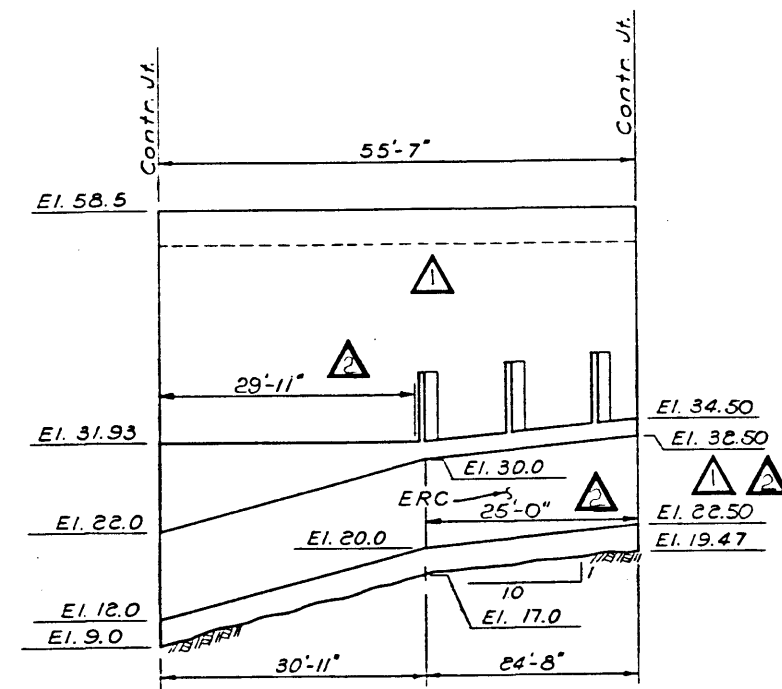 Contr. Jt.
Contr. Jt.
55'-7"
El. 58.5
1
2
29'-11"
El. 34.50
El. 31.93
El. 32.50
El. 30.0
1 2
ERC
2
25'-0"
El. 22.50
El. 22.0
El. 20.0
El. 19.47
1
10
El. 12.0
El. 17.0
El. 9.0
30'-11"
24'-8"